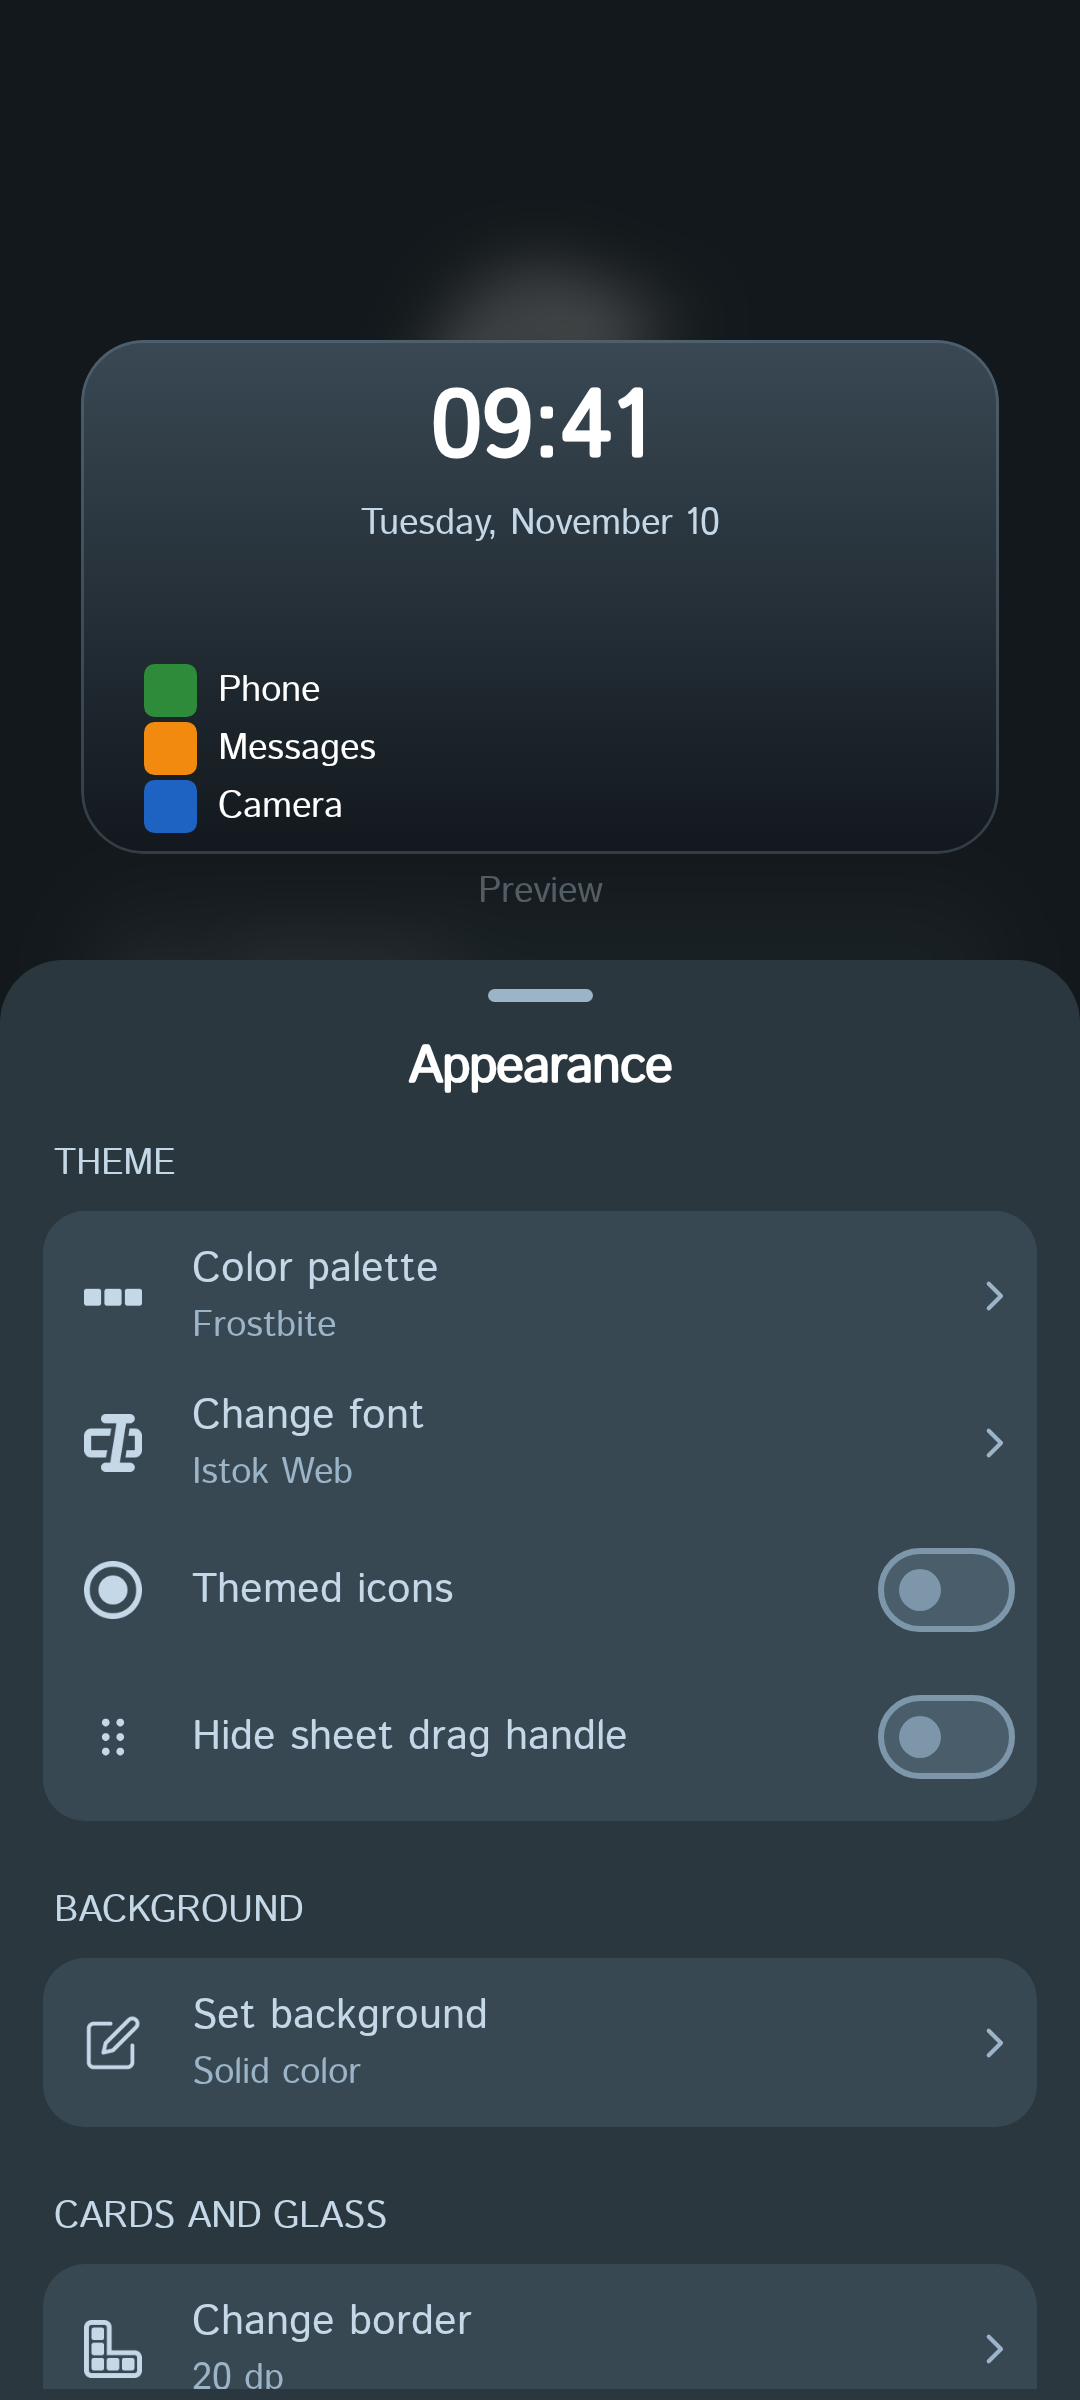 09:41
Tuesday, November 10
Phone
Messages
Camera
Preview
Appearance
THEME
Color palette
Frostbite
Change font
Istok Web
Themed icons
Hide sheet drag handle
BACKGROUND
Set background
Solid color
CARDS AND GLASS
Change border
20 dp